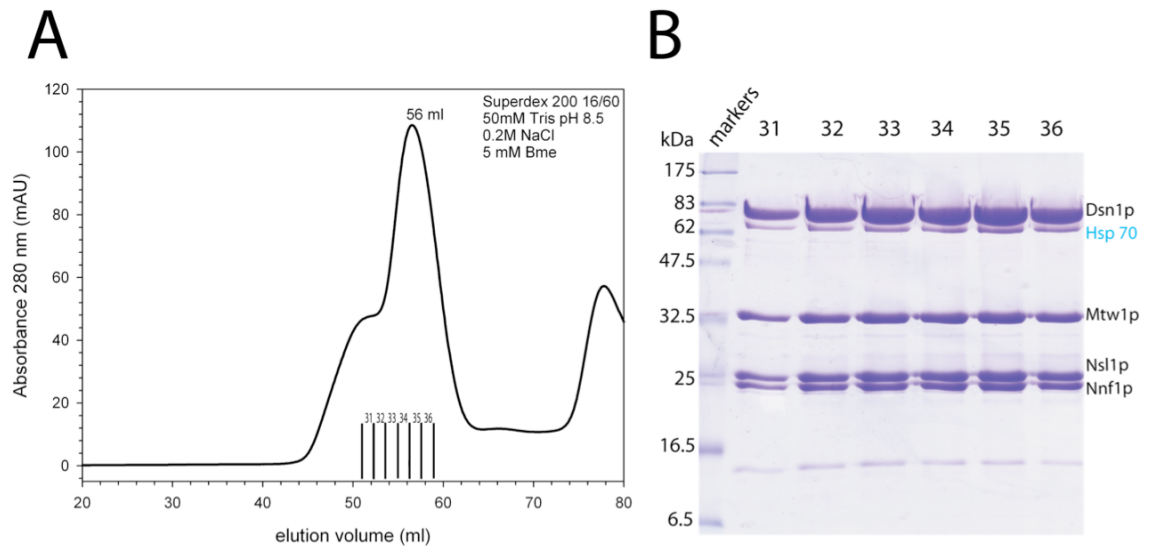 A
Absorbance 280 nm (mAU)
120
100
80
60
40
20
0
56 ml
Superdex 200 16/60
50mM Tris pH 8.5
0.2M NaCl
5 mM Bme
31 32 33 34 35 36
20 30 40 50 60 70 80
elution volume (ml)
B
kDa markers 31 32 33 34 35 36
175
83
62
47.5
32.5
25
16.5
6.5
Dsn1p
Hsp 70
Mtw1p
Nsl1p
Nnf1p